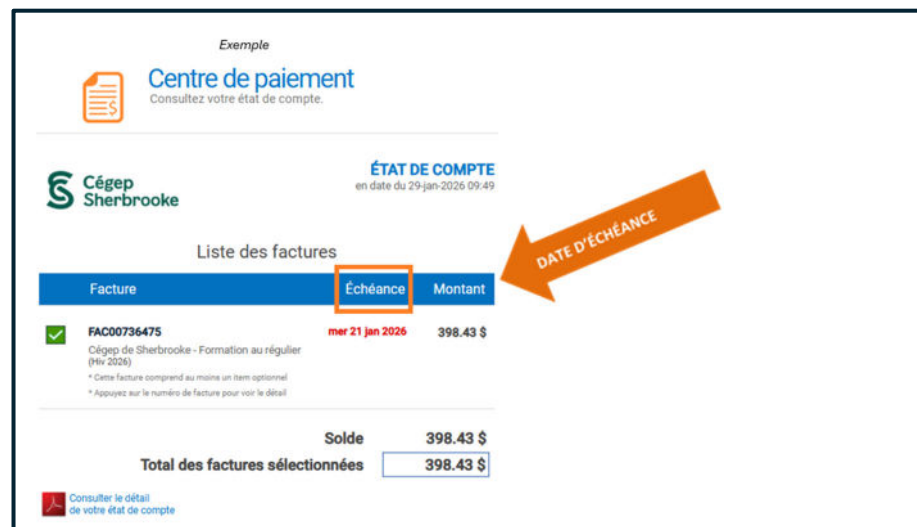 Exemple
Centre de paiement
Consultez votre état de compte.
ÉTAT DE COMPTE
en date du 29-jan-2026 09:49
Cégep
Sherbrooke
DATE D'ÉCHÉANCE
Liste des factures
Facture Échéance Montant
FAC00736475 mer 21 jan 2026 398.43 $
Cégep de Sherbrooke - Formation au régulier
(Hiv 2026)
* Cette facture comprend au moins un item optionnel
* Appuyez sur le numéro de facture pour voir le détail
Solde 398.43 $
Total des factures sélectionnées 398.43 $
Consulter le détail
de votre état de compte